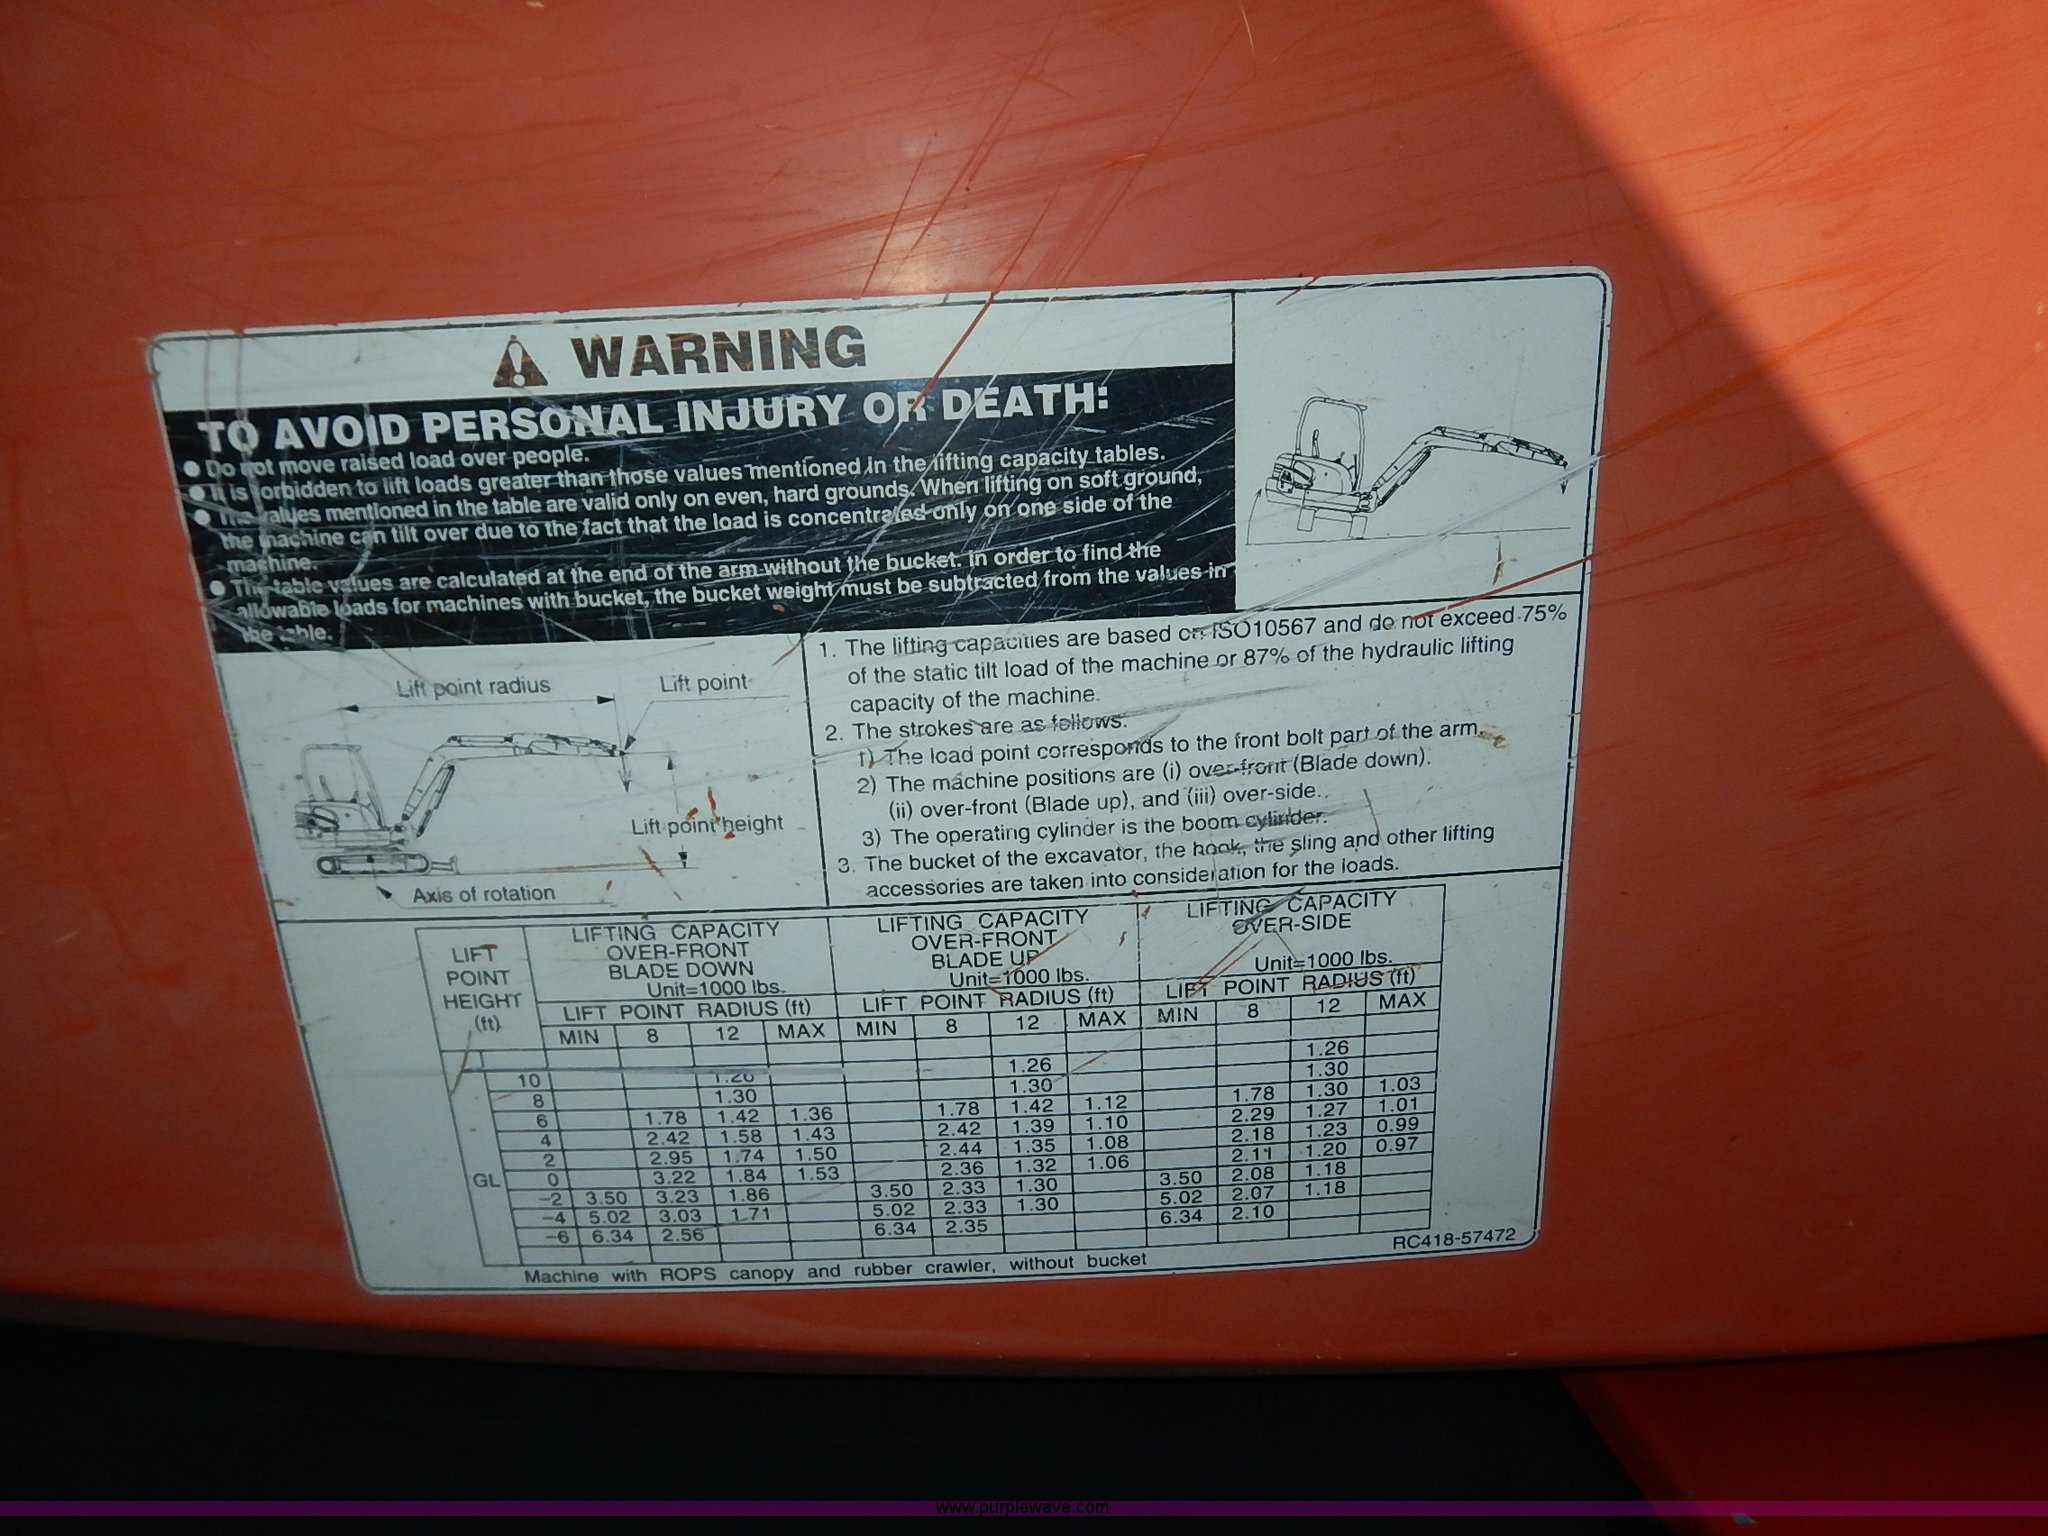 WARNING
TO AVOID PERSONAL INJURY OR DEATH:
● Do not move raised load over people.
● It is forbidden to lift loads greater than those values mentioned in the lifting capacity tables.
● The values mentioned in the table are valid only on even, hard grounds. When lifting on soft ground,
the machine can tilt over due to the fact that the load is concentrated only on one side of the
machine.
● The table values are calculated at the end of the arm without the bucket. In order to find the
allowable loads for machines with bucket, the bucket weight must be subtracted from the values in
the table.
Lift point radius
Lift point
Lift point height
Axis of rotation
1. The lifting capacities are based on ISO10567 and do not exceed 75%
of the static tilt load of the machine or 87% of the hydraulic lifting
capacity of the machine.
2. The strokes are as follows.
1) The load point corresponds to the front bolt part of the arm.
2) The machine positions are (i) over-front (Blade down).
(ii) over-front (Blade up), and (iii) over-side.
3) The operating cylinder is the boom cylinder.
3. The bucket of the excavator, the hook, the sling and other lifting
accessories are taken into consideration for the loads.
LIFT
POINT
HEIGHT
(ft)
LIFTING CAPACITY
OVER-FRONT
BLADE DOWN
Unit=1000 lbs.
LIFTING CAPACITY
OVER-FRONT
BLADE UP
Unit=1000 lbs.
LIFTING CAPACITY
OVER-SIDE
Unit=1000 lbs.
LIFT POINT RADIUS (ft) LIFT POINT RADIUS (ft) LIFT POINT RADIUS (ft)
MIN 8 12 MAX MIN 8 12 MAX MIN 8 12 MAX
10 1.26 1.26 1.26
8 1.30 1.30 1.30
6 1.78 1.42 1.36 1.78 1.42 1.12 1.78 1.30 1.03
4 2.42 1.58 1.43 2.42 1.39 1.10 2.29 1.27 1.01
2 2.95 1.74 1.50 2.44 1.35 1.08 2.18 1.23 0.99
GL 0 3.22 1.84 1.53 2.36 1.32 1.06 2.11 1.20 0.97
−2 3.50 3.23 1.86 3.50 2.33 1.30 3.50 2.08 1.18
−4 5.02 3.03 1.71 5.02 2.33 1.30 5.02 2.07 1.18
−6 6.34 2.56 6.34 2.35 6.34 2.10
Machine with ROPS canopy and rubber crawler, without bucket
RC418-57472
www.purplewave.com